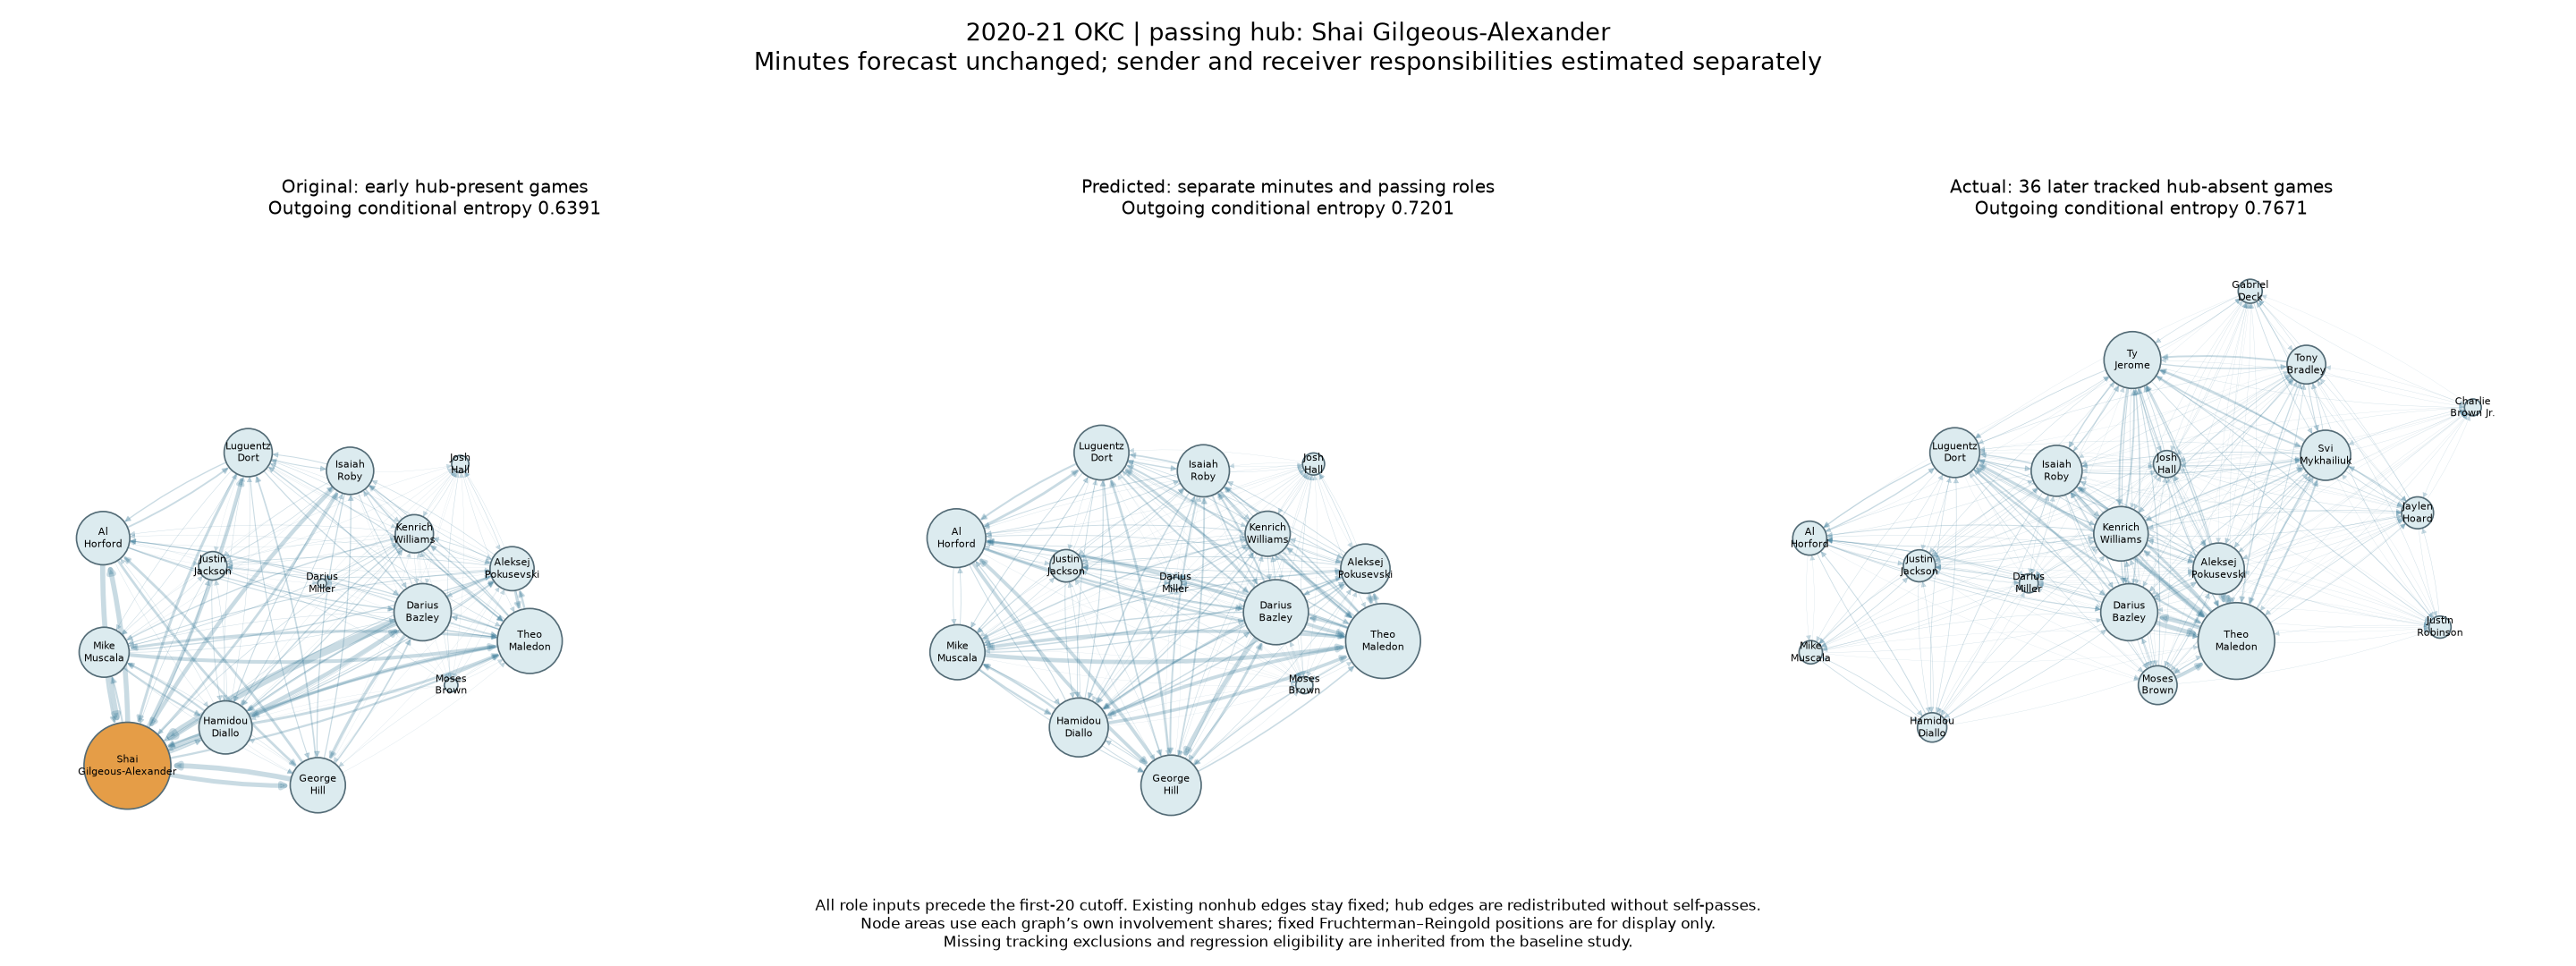 2020-21 OKC | passing hub: Shai Gilgeous-Alexander
Minutes forecast unchanged; sender and receiver responsibilities estimated separately
Original: early hub-present games
Outgoing conditional entropy 0.6391
Luguentz
Dort
Isaiah
Roby
Josh
Hall
Al
Horford
Kenrich
Williams
Justin
Jackson
Darius
Miller
Aleksej
Pokusevski
Darius
Bazley
Theo
Maledon
Mike
Muscala
Moses
Brown
Hamidou
Diallo
Shai
Gilgeous-Alexander
George
Hill
Predicted: separate minutes and passing roles
Outgoing conditional entropy 0.7201
Luguentz
Dort
Isaiah
Roby
Josh
Hall
Al
Horford
Kenrich
Williams
Justin
Jackson
Darius
Miller
Aleksej
Pokusevski
Darius
Bazley
Theo
Maledon
Mike
Muscala
Moses
Brown
Hamidou
Diallo
George
Hill
Actual: 36 later tracked hub-absent games
Outgoing conditional entropy 0.7671
Gabriel
Deck
Ty
Jerome
Tony
Bradley
Charlie
Brown Jr.
Luguentz
Dort
Isaiah
Roby
Josh
Hall
Svi
Mykhailiuk
Jaylen
Hoard
Al
Horford
Kenrich
Williams
Justin
Jackson
Darius
Miller
Aleksej
Pokusevski
Darius
Bazley
Theo
Maledon
Justin
Robinson
Mike
Muscala
Moses
Brown
Hamidou
Diallo
All role inputs precede the first-20 cutoff. Existing nonhub edges stay fixed; hub edges are redistributed without self-passes.
Node areas use each graph’s own involvement shares; fixed Fruchterman–Reingold positions are for display only.
Missing tracking exclusions and regression eligibility are inherited from the baseline study.